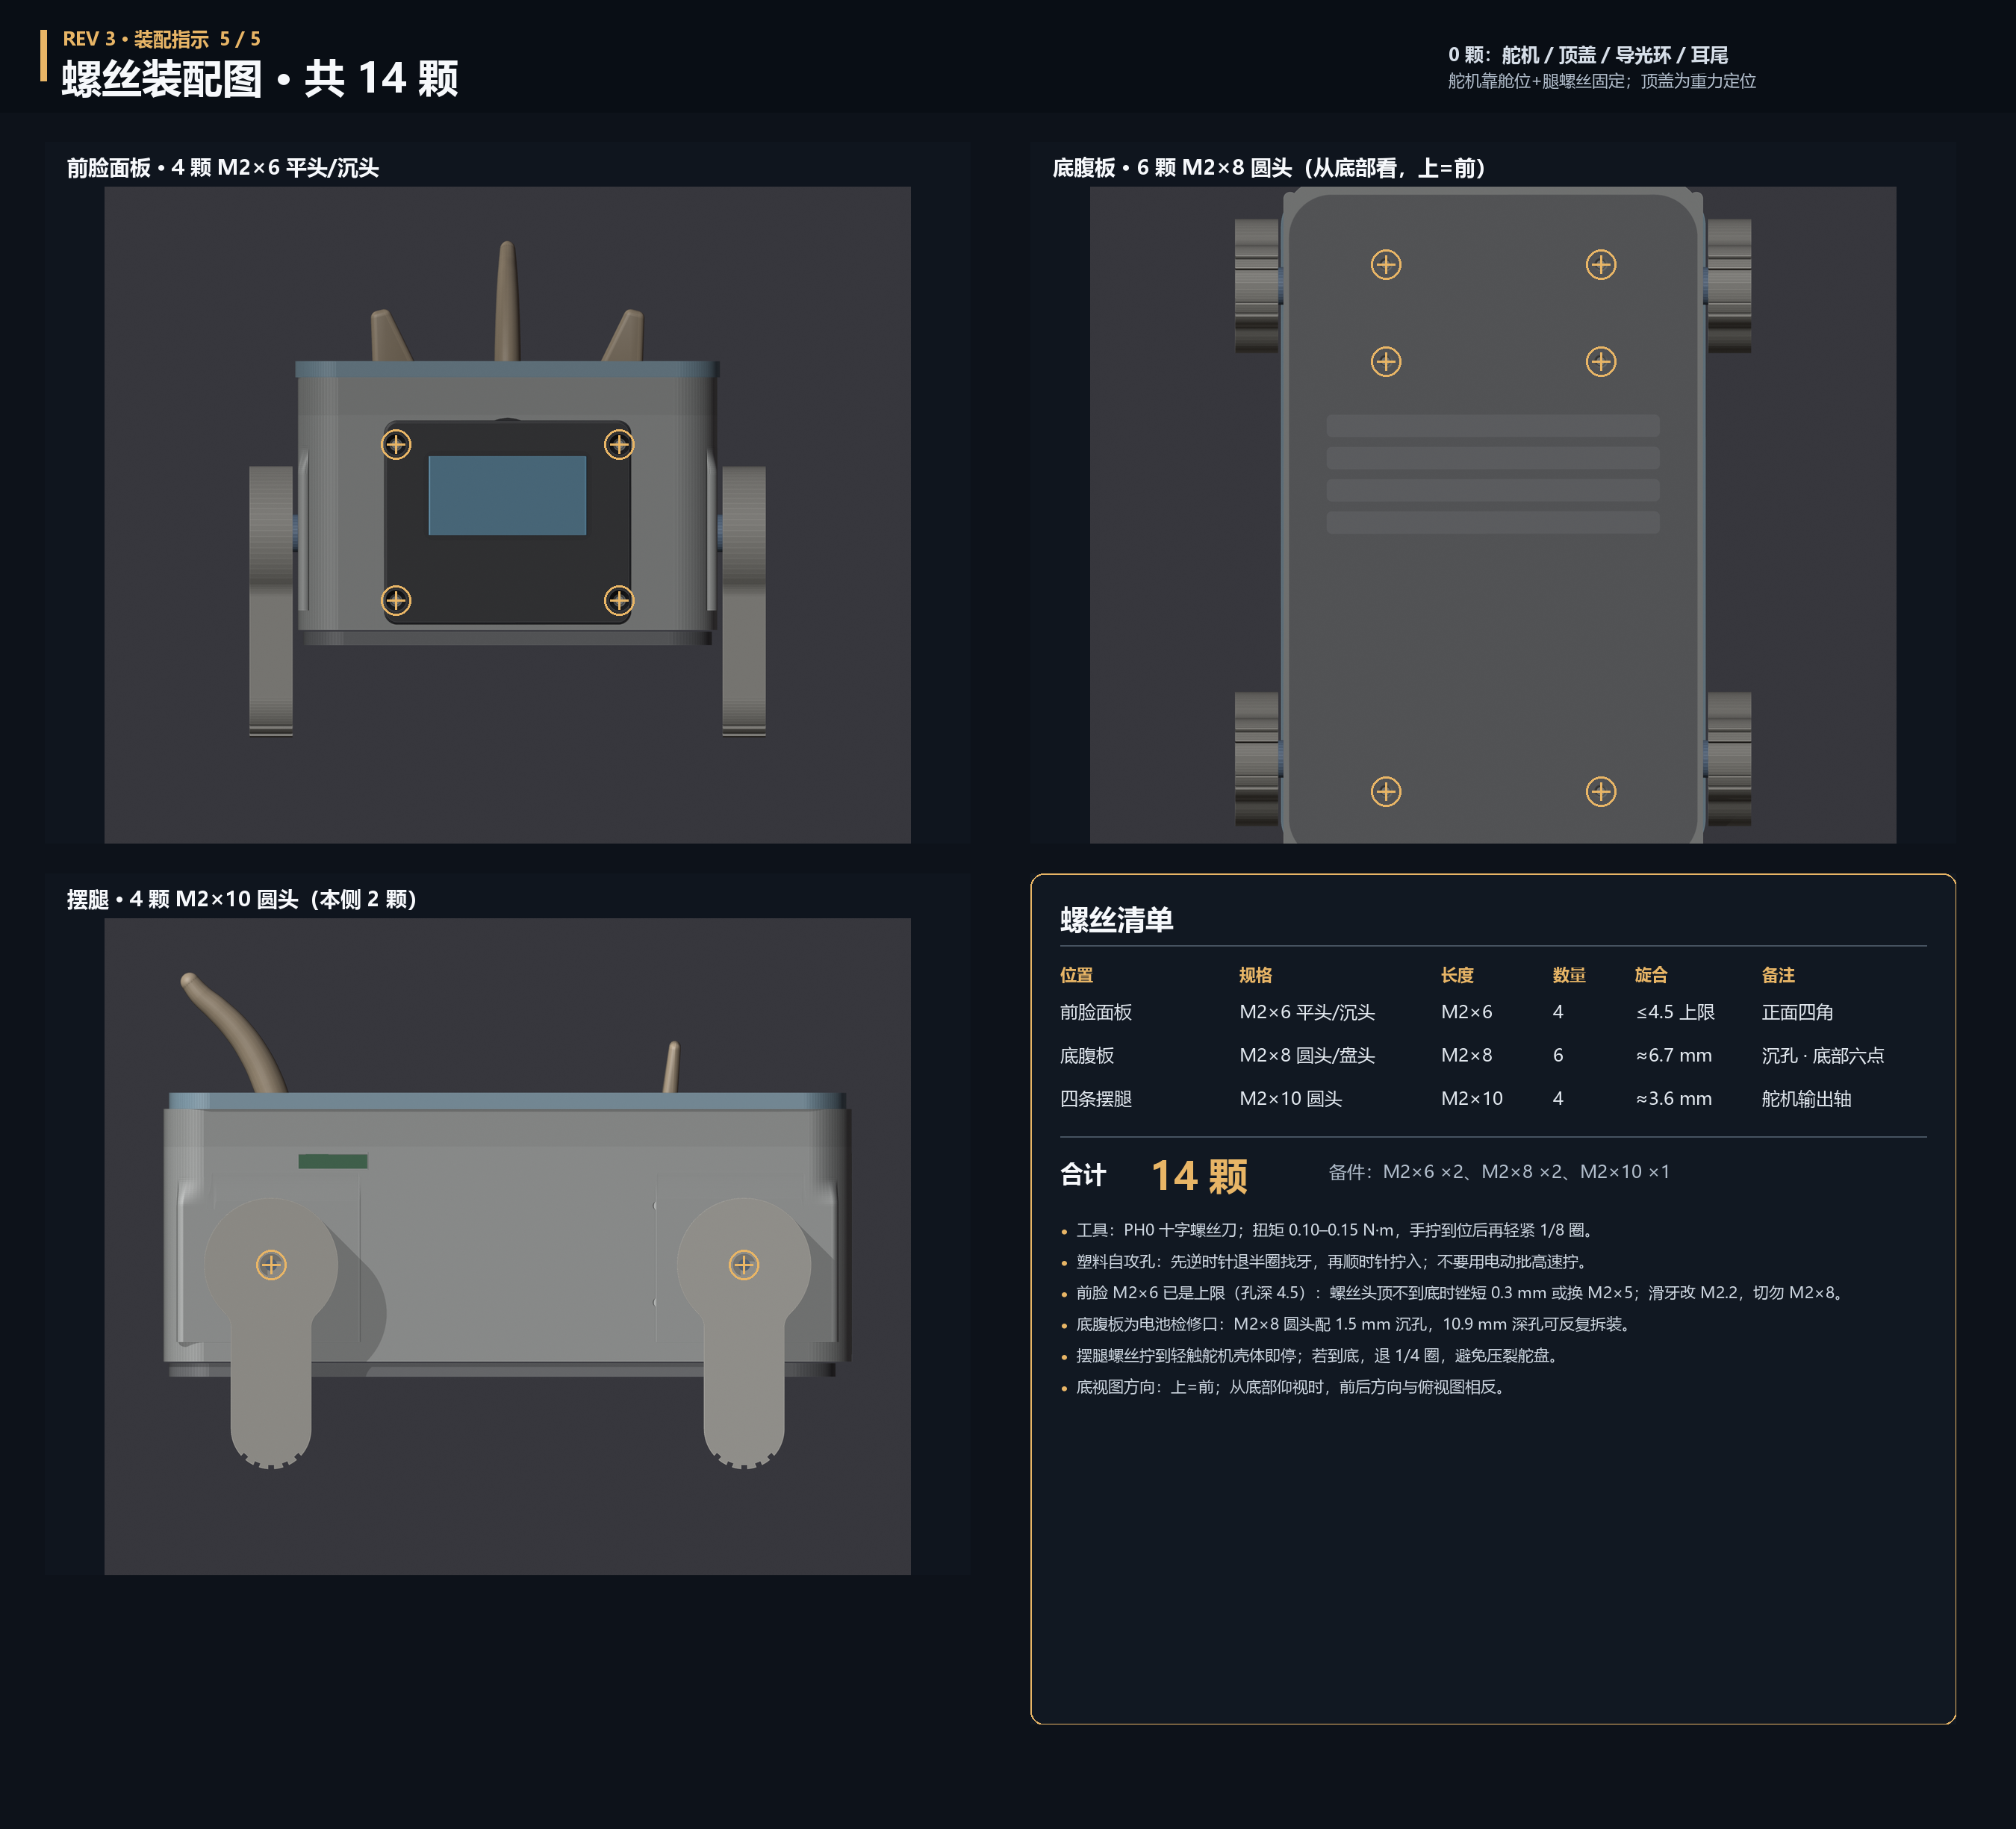 REV 3 • 装配指示 5 / 5
螺丝装配图 • 共 14 颗
0 颗：舵机 / 顶盖 / 导光环 / 耳尾
舵机靠舱位+腿螺丝固定；顶盖为重力定位
前脸面板 • 4 颗 M2×6 平头/沉头
底腹板 • 6 颗 M2×8 圆头（从底部看，上=前）
摆腿 • 4 颗 M2×10 圆头（本侧 2 颗）
螺丝清单
位置 规格 长度 数量 旋合 备注
前脸面板 M2×6 平头/沉头 M2×6 4 ≤4.5 上限 正面四角
底腹板 M2×8 圆头/盘头 M2×8 6 ≈6.7 mm 沉孔 · 底部六点
四条摆腿 M2×10 圆头 M2×10 4 ≈3.6 mm 舵机输出轴
合计 14 颗 备件：M2×6 ×2、M2×8 ×2、M2×10 ×1
• 工具：PH0 十字螺丝刀；扭矩 0.10–0.15 N·m，手拧到位后再轻紧 1/8 圈。
• 塑料自攻孔：先逆时针退半圈找牙，再顺时针拧入；不要用电动批高速拧。
• 前脸 M2×6 已是上限（孔深 4.5）：螺丝头顶不到底时锉短 0.3 mm 或换 M2×5；滑牙改 M2.2，切勿 M2×8。
• 底腹板为电池检修口：M2×8 圆头配 1.5 mm 沉孔，10.9 mm 深孔可反复拆装。
• 摆腿螺丝拧到轻触舵机壳体即停；若到底，退 1/4 圈，避免压裂舵盘。
• 底视图方向：上=前；从底部仰视时，前后方向与俯视图相反。